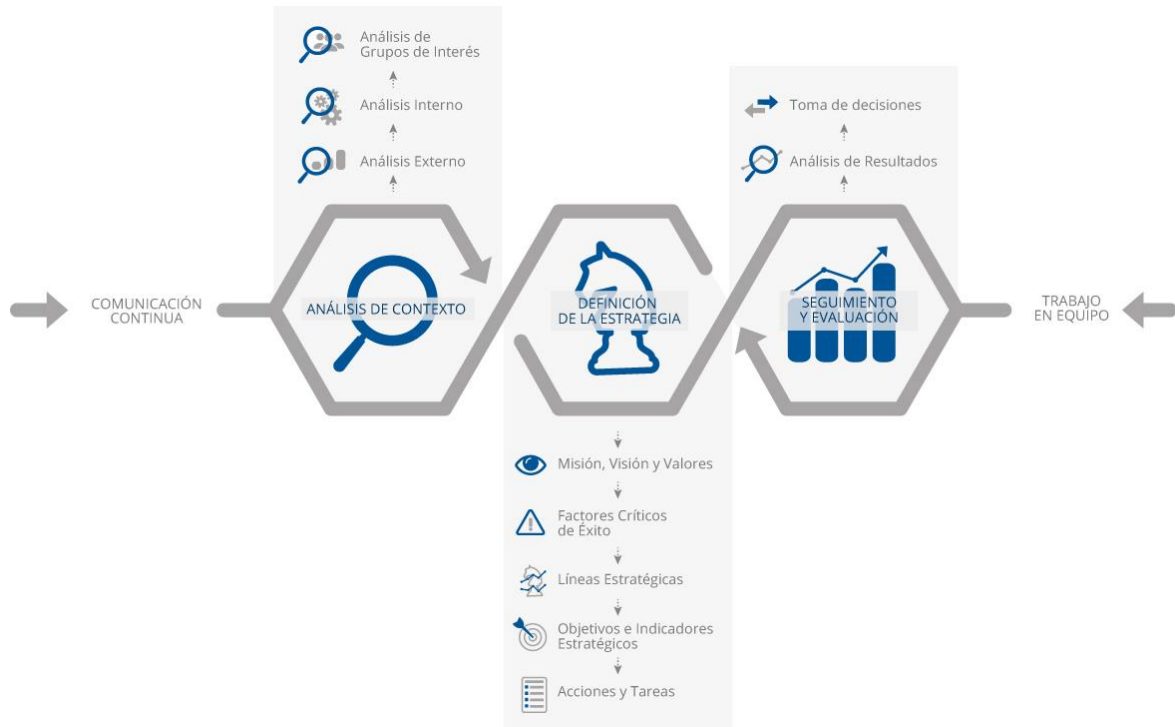 Análisis de
Grupos de Interés
Análisis Interno
Análisis Externo
Toma de decisiones
Análisis de Resultados
COMUNICACIÓN
CONTINUA
ANÁLISIS DE CONTEXTO
DEFINICIÓN
DE LA ESTRATEGIA
SEGUIMIENTO
Y EVALUACIÓN
TRABAJO
EN EQUIPO
Misión, Visión y Valores
Factores Críticos
de Éxito
Líneas Estratégicas
Objetivos e Indicadores
Estratégicos
Acciones y Tareas